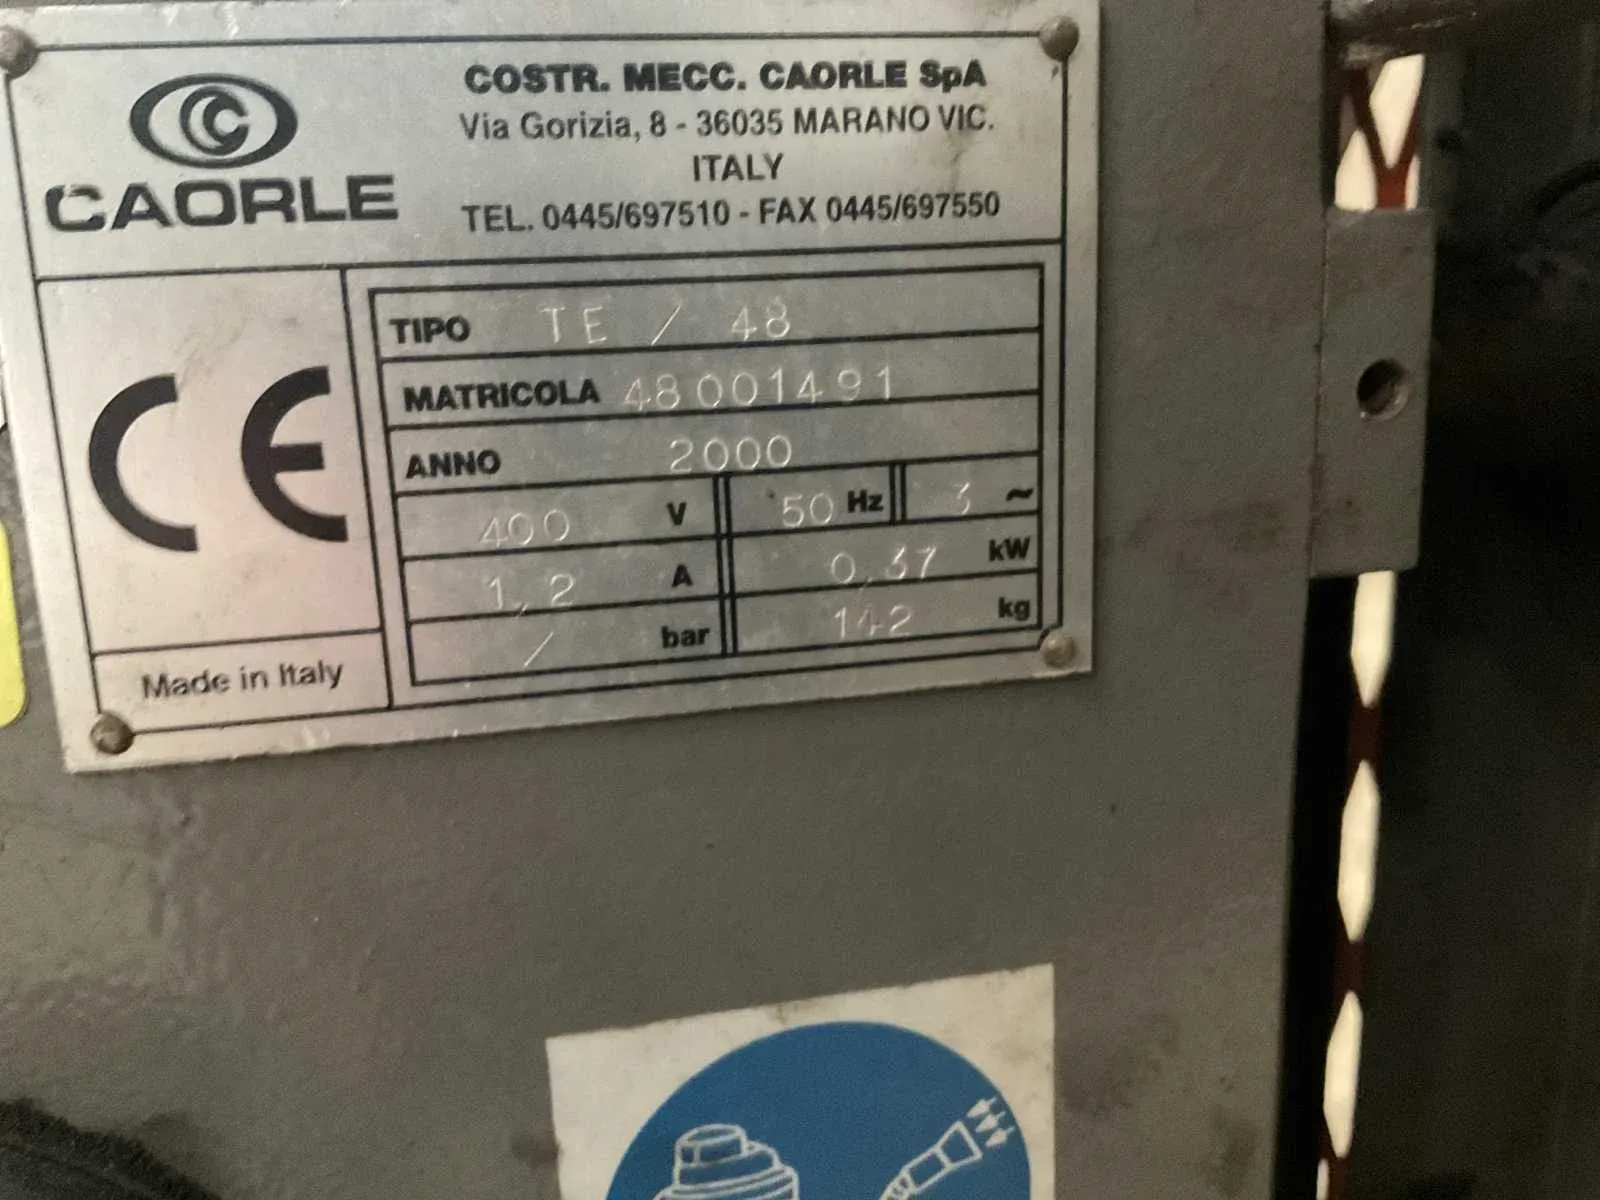 CAORLE
COSTR. MECC. CAORLE SpA
Via Gorizia, 8 - 36035 MARANO VIC.
ITALY
TEL. 0445/697510 - FAX 0445/697550
CE
Made in Italy
TIPO TE / 48
MATRICOLA 48001491
ANNO 2000
400 V 50 Hz 3 ~
1,2 A 0,37 kW
/ bar 142 kg